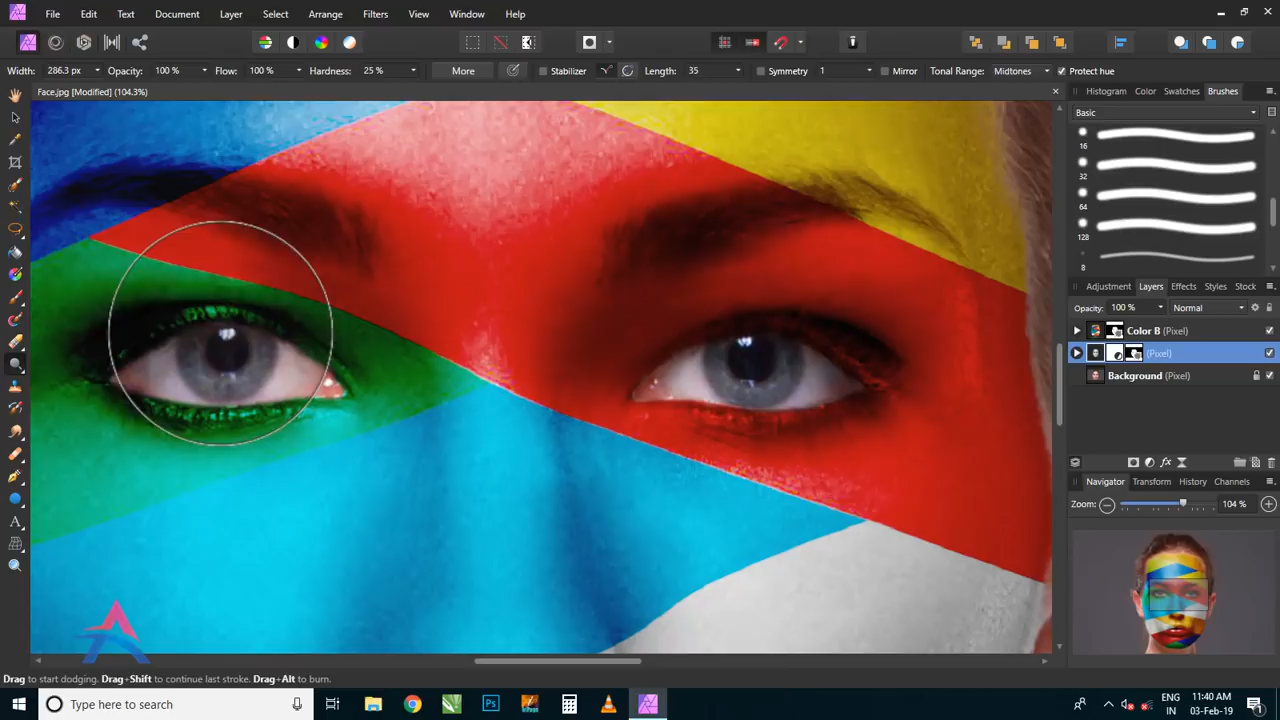 File Edit Text Document Layer Select Arrange Filters View Window Help
Width: 286.3 px Opacity: 100 % Flow: 100 % Hardness: 25 % More Stabilizer Length: 35 Symmetry 1 Mirror Tonal Range: Midtones Protect hue
Face.jpg [Modified] (104.3%)
Histogram Color Swatches Brushes
Basic
16
32
64
128
8
Adjustment Layers Effects Styles Stock
Opacity: 100 % Normal
Color B (Pixel)
(Pixel)
Background (Pixel)
Navigator Transform History Channels
Zoom: 104 %
Drag to start dodging. Drag+Shift to continue last stroke. Drag+Alt to burn.
Type here to search
Ps
ENG
IN
11:40 AM
03-Feb-19